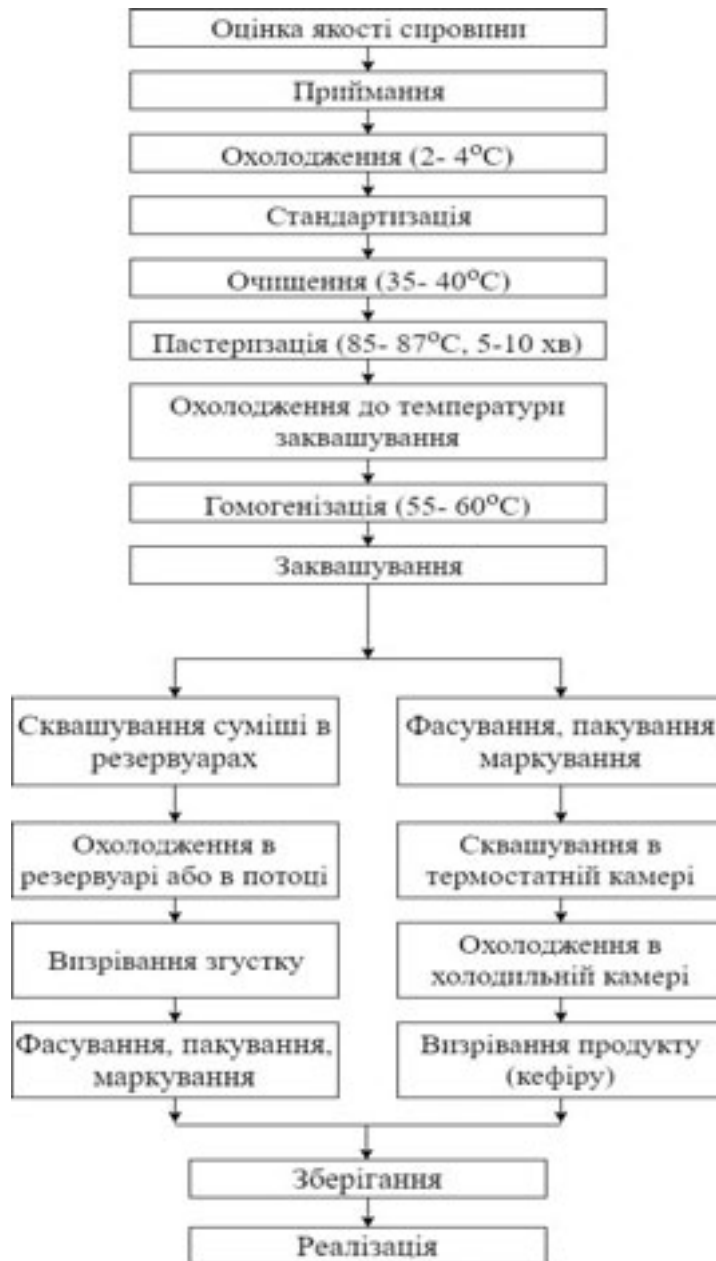 Оцінка якості сировини
Приймання
Охолодження (2- 4°С)
Стандартизація
Очищення (35- 40°С)
Пастеризація (85- 87°С, 5-10 хв)
Охолодження до температури
заквашування
Гомогенізація (55- 60°С)
Заквашування
Сквашування суміші в
резервуарах
Охолодження в
резервуарі або в потоці
Визрівання згустку
Фасування, пакування,
маркування
Фасування, пакування,
маркування
Сквашування в
термостатній камері
Охолодження в
холодильній камері
Визрівання продукту
(кефіру)
Зберігання
Реалізація